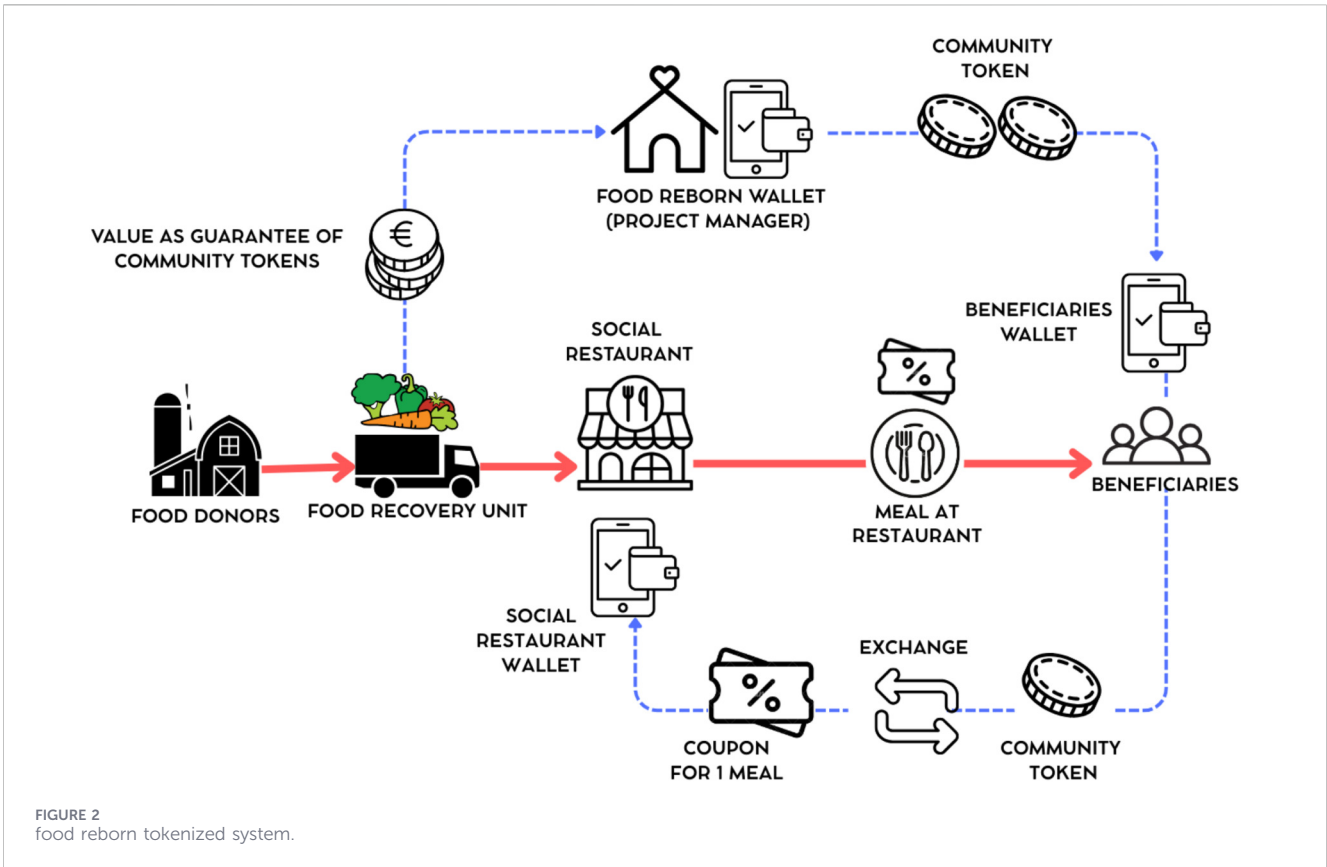 COMMUNITY
TOKEN
FOOD REBORN WALLET
(PROJECT MANAGER)
VALUE AS GUARANTEE OF
COMMUNITY TOKENS
€
BENEFICIARIES
WALLET
SOCIAL
RESTAURANT
%
FOOD DONORS
FOOD RECOVERY UNIT
MEAL AT
RESTAURANT
BENEFICIARIES
SOCIAL
RESTAURANT
WALLET
EXCHANGE
%
COUPON
FOR 1 MEAL
COMMUNITY
TOKEN
FIGURE 2
food reborn tokenized system.